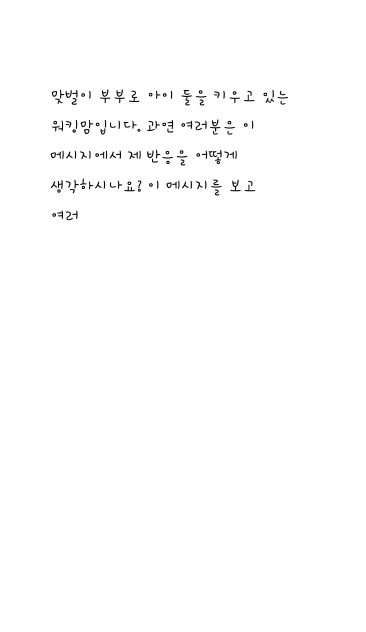 맞벌이 부부로 아이 둘을 키우고 있는
워킹맘입니다. 과연 여러분은 이
메시지에서 제 반응을 어떻게
생각하시나요? 이 메시지를 보고
여러